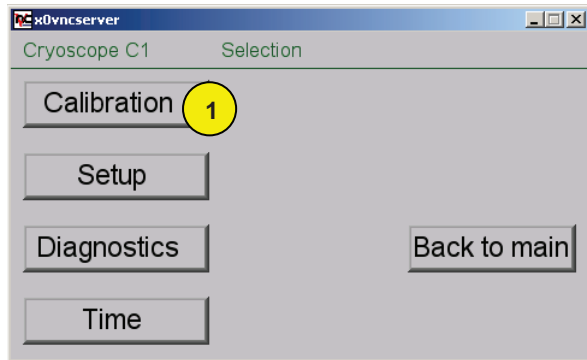 x0vncserver
Cryoscope C1 Selection
Calibration 1
Setup
Diagnostics Back to main
Time